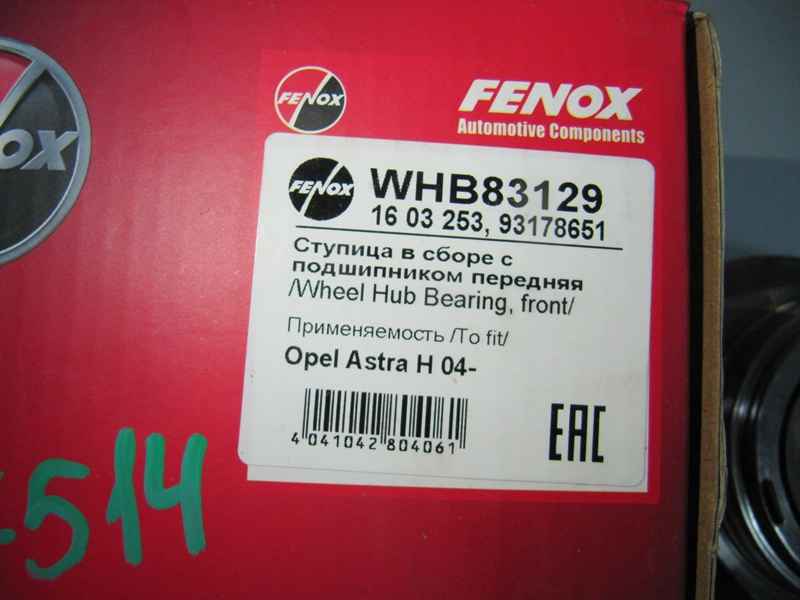 FENOX
FENOX
Automotive Components
FENOX
WHB83129
16 03 253, 93178651
Ступица в сборе с
подшипником передняя
/Wheel Hub Bearing, front/
Применяемость /To fit/
Opel Astra H 04-
4 041042 804061
EAC
-514